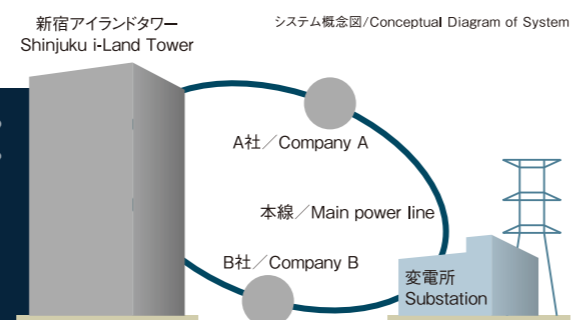 新宿アイランドタワー
Shinjuku i-Land Tower
システム概念図/Conceptual Diagram of System
A社／Company A
本線／Main power line
B社／Company B
変電所
Substation